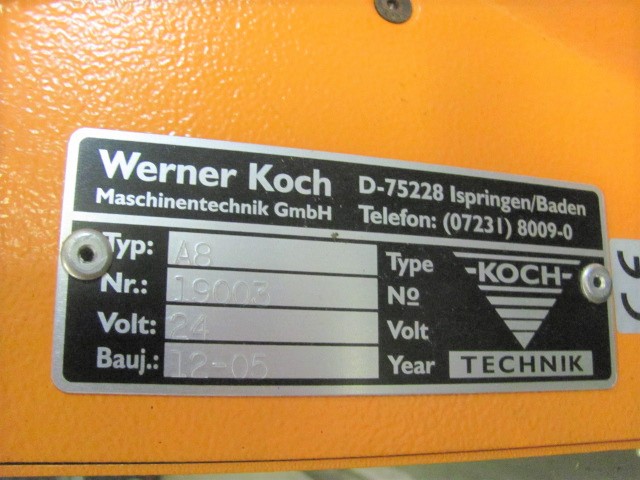 Werner Koch
Maschinentechnik GmbH
D-75228 Ispringen/Baden
Telefon: (07231) 8009-0
Typ: A8 Type
Nr.: 19003 №
Volt: 24 Volt
Bauj.: 12-05 Year
-KOCH-
TECHNIK